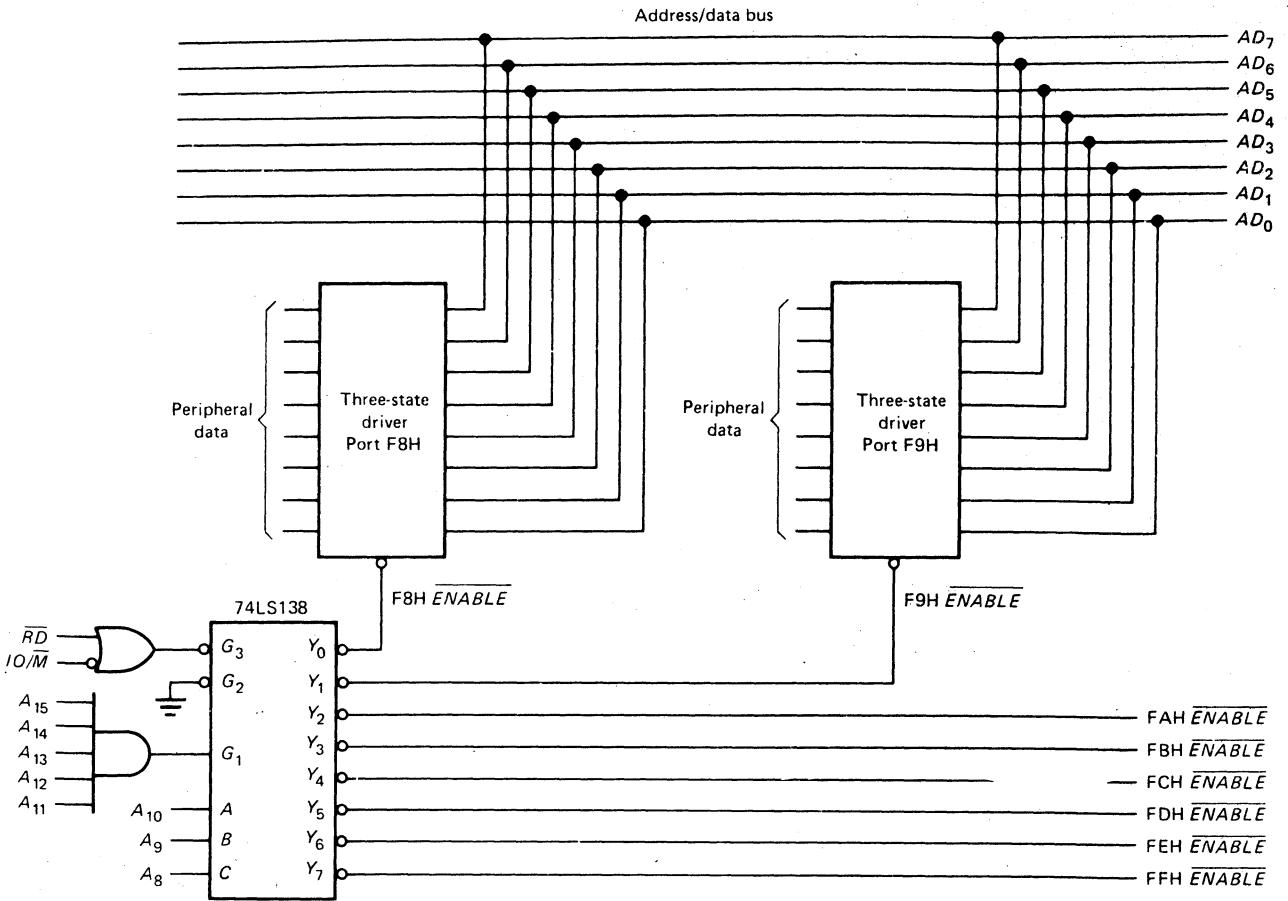 Address/data bus
AD7
AD6
AD5
AD4
AD3
AD2
AD1
AD0
Peripheral
data
Three-state
driver
Port F8H
Peripheral
data
Three-state
driver
Port F9H
F8H ENABLE
F9H ENABLE
74LS138
RD
IO/M
A15
A14
A13
A12
A11
A10
A9
A8
G3
G2
G1
A
B
C
Y0
Y1
Y2
Y3
Y4
Y5
Y6
Y7
FAH ENABLE
FBH ENABLE
FCH ENABLE
FDH ENABLE
FEH ENABLE
FFH ENABLE